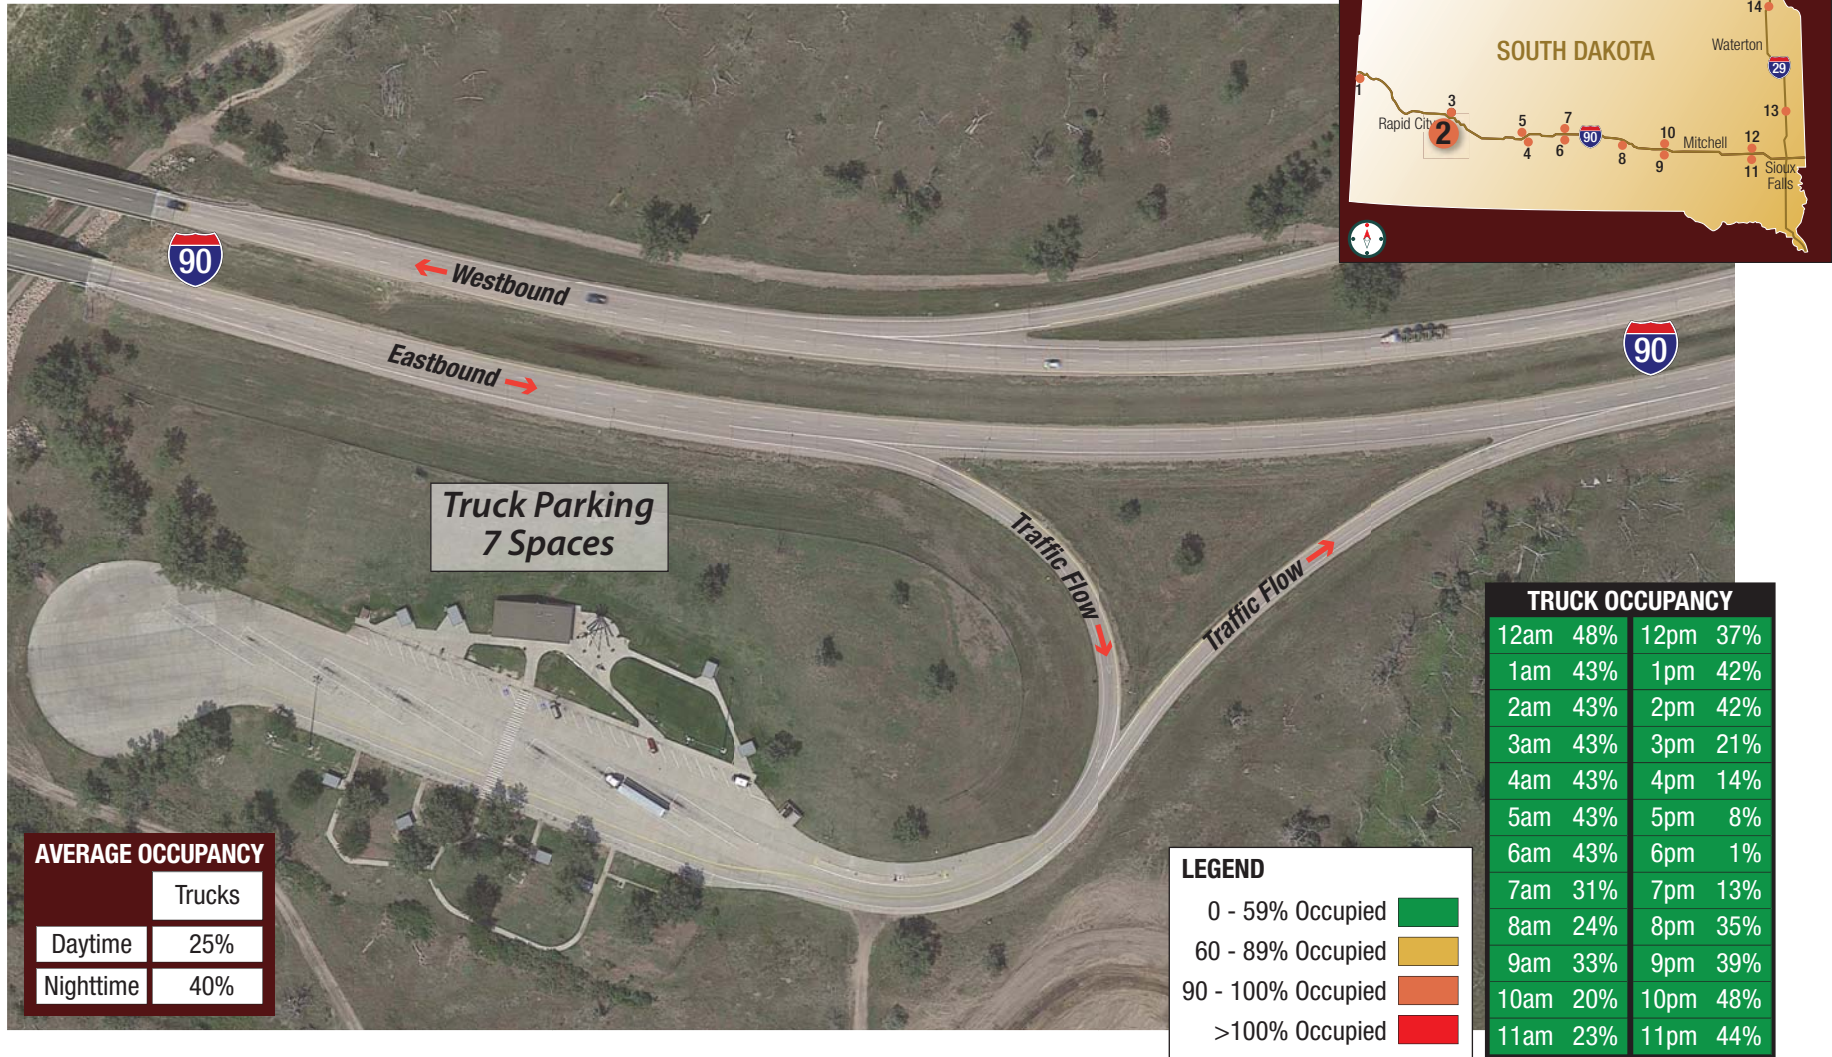 14
SOUTH DAKOTA
Waterton
29
1
3
Rapid City
2
13
5
7
90
10
Mitchell
12
4
6
8
9
11
Sioux
Falls
90
Westbound
Eastbound
90
Truck Parking
7 Spaces
Traffic Flow
Traffic Flow
TRUCK OCCUPANCY
12am 48% 12pm 37%
1am 43% 1pm 42%
2am 43% 2pm 42%
3am 43% 3pm 21%
4am 43% 4pm 14%
5am 43% 5pm 8%
6am 43% 6pm 1%
7am 31% 7pm 13%
8am 24% 8pm 35%
9am 33% 9pm 39%
10am 20% 10pm 48%
11am 23% 11pm 44%
AVERAGE OCCUPANCY
Trucks
Daytime 25%
Nighttime 40%
LEGEND
0 - 59% Occupied
60 - 89% Occupied
90 - 100% Occupied
>100% Occupied